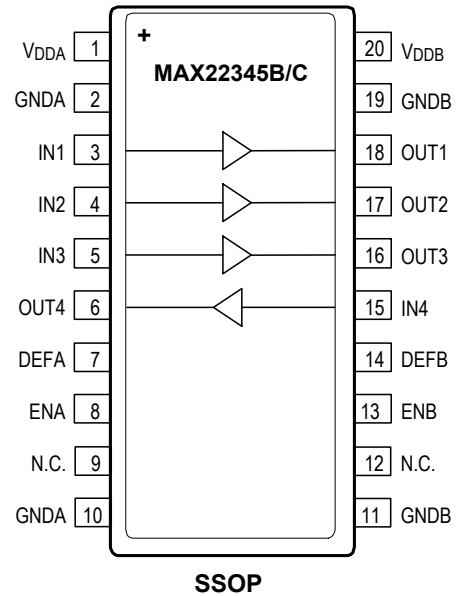 +
MAX22345B/C
VDDA 1 20 VDDB
GNDA 2 19 GNDB
IN1 3 18 OUT1
IN2 4 17 OUT2
IN3 5 16 OUT3
OUT4 6 15 IN4
DEFA 7 14 DEFB
ENA 8 13 ENB
N.C. 9 12 N.C.
GNDA 10 11 GNDB
SSOP